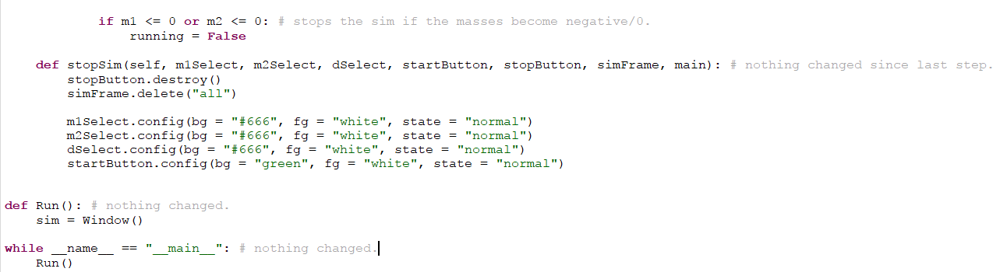 if m1 <= 0 or m2 <= 0: # stops the sim if the masses become negative/0.
running = False
def stopSim(self, m1Select, m2Select, dSelect, startButton, stopButton, simFrame, main): # nothing changed since last step.
stopButton.destroy()
simFrame.delete("all")
m1Select.config(bg = "#666", fg = "white", state = "normal")
m2Select.config(bg = "#666", fg = "white", state = "normal")
dSelect.config(bg = "#666", fg = "white", state = "normal")
startButton.config(bg = "green", fg = "white", state = "normal")
def Run(): # nothing changed.
sim = Window()
while __name__ == "__main__": # nothing changed.
Run()